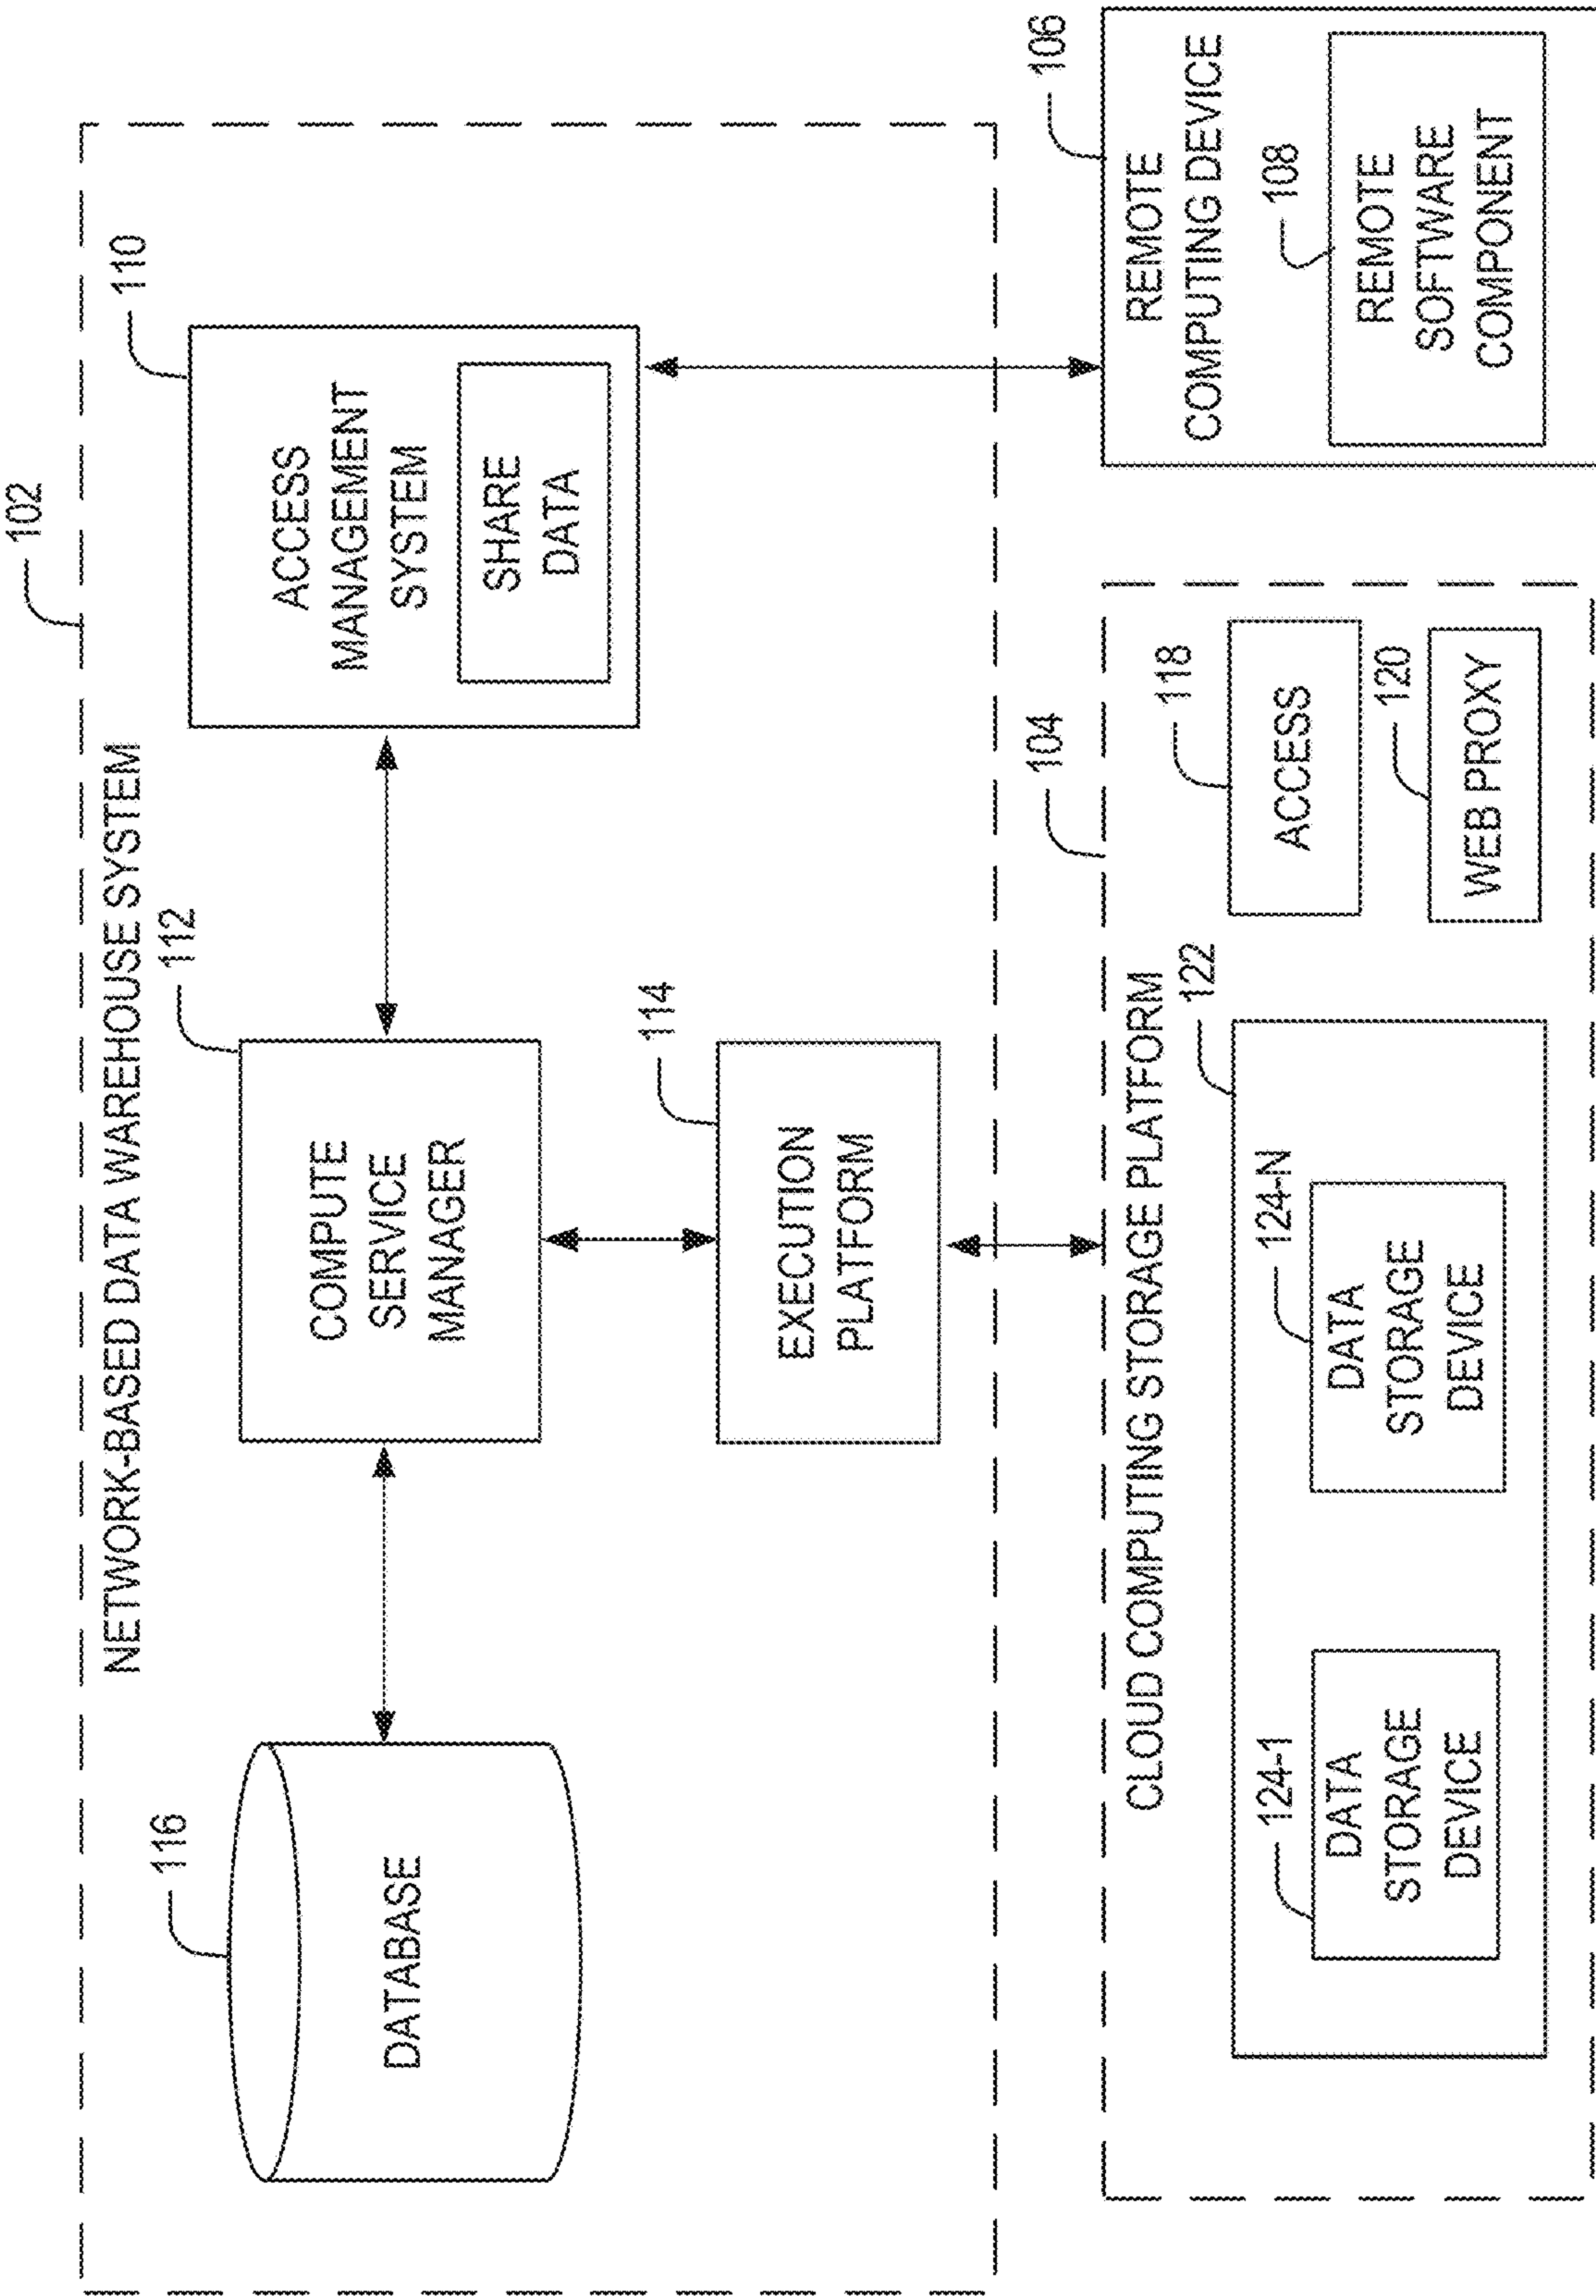 102
NETWORK-BASED DATA WAREHOUSE SYSTEM
116
DATABASE
112
COMPUTE
SERVICE
MANAGER
110
ACCESS
MANAGEMENT
SYSTEM
SHARE
DATA
114
EXECUTION
PLATFORM
104
CLOUD COMPUTING STORAGE PLATFORM
122
124-1
DATA
STORAGE
DEVICE
124-N
DATA
STORAGE
DEVICE
118
ACCESS
120
WEB PROXY
106
REMOTE
COMPUTING DEVICE
108
REMOTE
SOFTWARE
COMPONENT